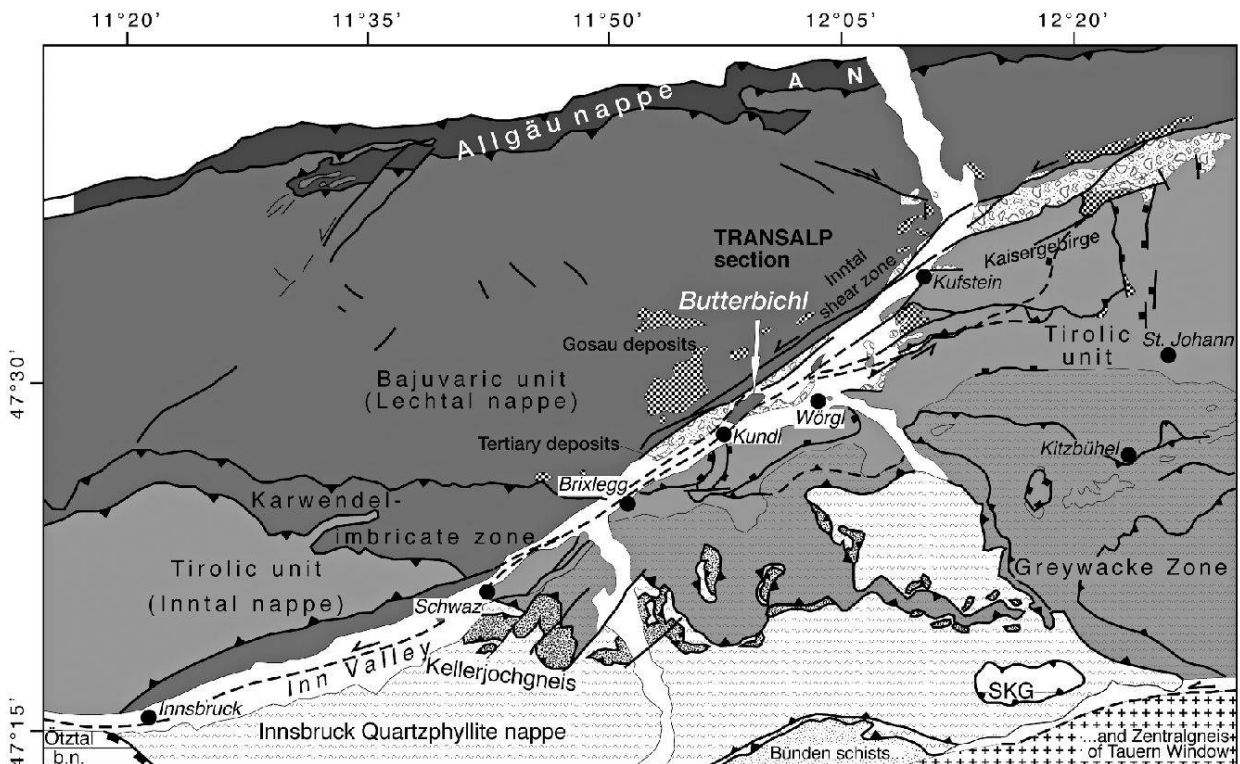 11°20' 11°35' 11°50' 12°05' 12°20'
A N
Allgäu nappe
TRANSALP
section
Inntal
shear zone
Kaisergebirge
Kufstein
Butterbichl
Gosau deposits
Tirolic
unit
St. Johann
47°30'
Bajuvaric unit
(Lechtal nappe)
Wörgl
Kundl
Tertiary deposits
Kitzbühel
Brixlegg
Karwendel-
imbricate zone
Tirolic unit
(Inntal nappe)
Greywacke Zone
Schwaz
Inn Valley
Kellerjochgneis
SKG
Innsbruck
Innsbruck Quartzphyllite nappe
47°15'
Ötztal
b.n.
Bünden schists
...and Zentralgneis
of Tauern Window